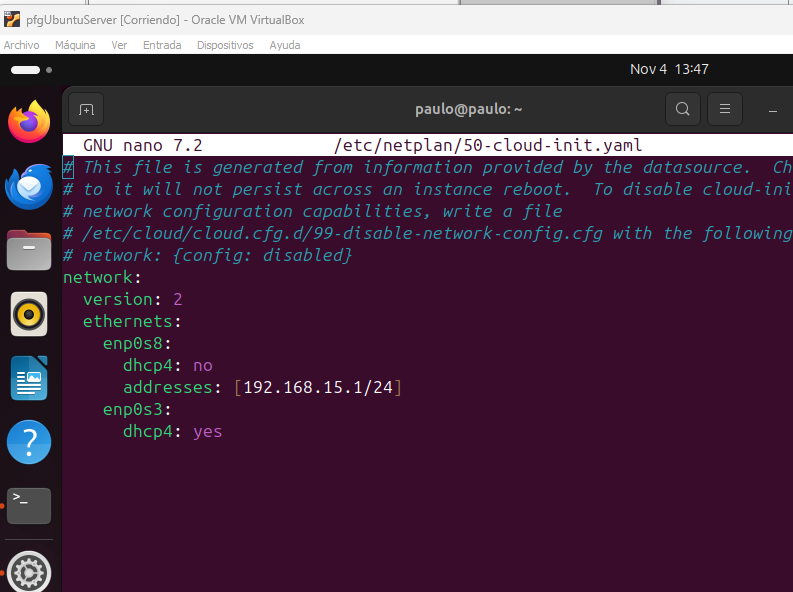 pfgUbuntuServer [Corriendo] - Oracle VM VirtualBox
Archivo Máquina Ver Entrada Dispositivos Ayuda
Nov 4 13:47
paulo@paulo: ~
GNU nano 7.2 /etc/netplan/50-cloud-init.yaml
# This file is generated from information provided by the datasource. Ch
# to it will not persist across an instance reboot. To disable cloud-ini
# network configuration capabilities, write a file
# /etc/cloud/cloud.cfg.d/99-disable-network-config.cfg with the following
# network: {config: disabled}
network:
version: 2
ethernets:
enp0s8:
dhcp4: no
addresses: [192.168.15.1/24]
enp0s3:
dhcp4: yes